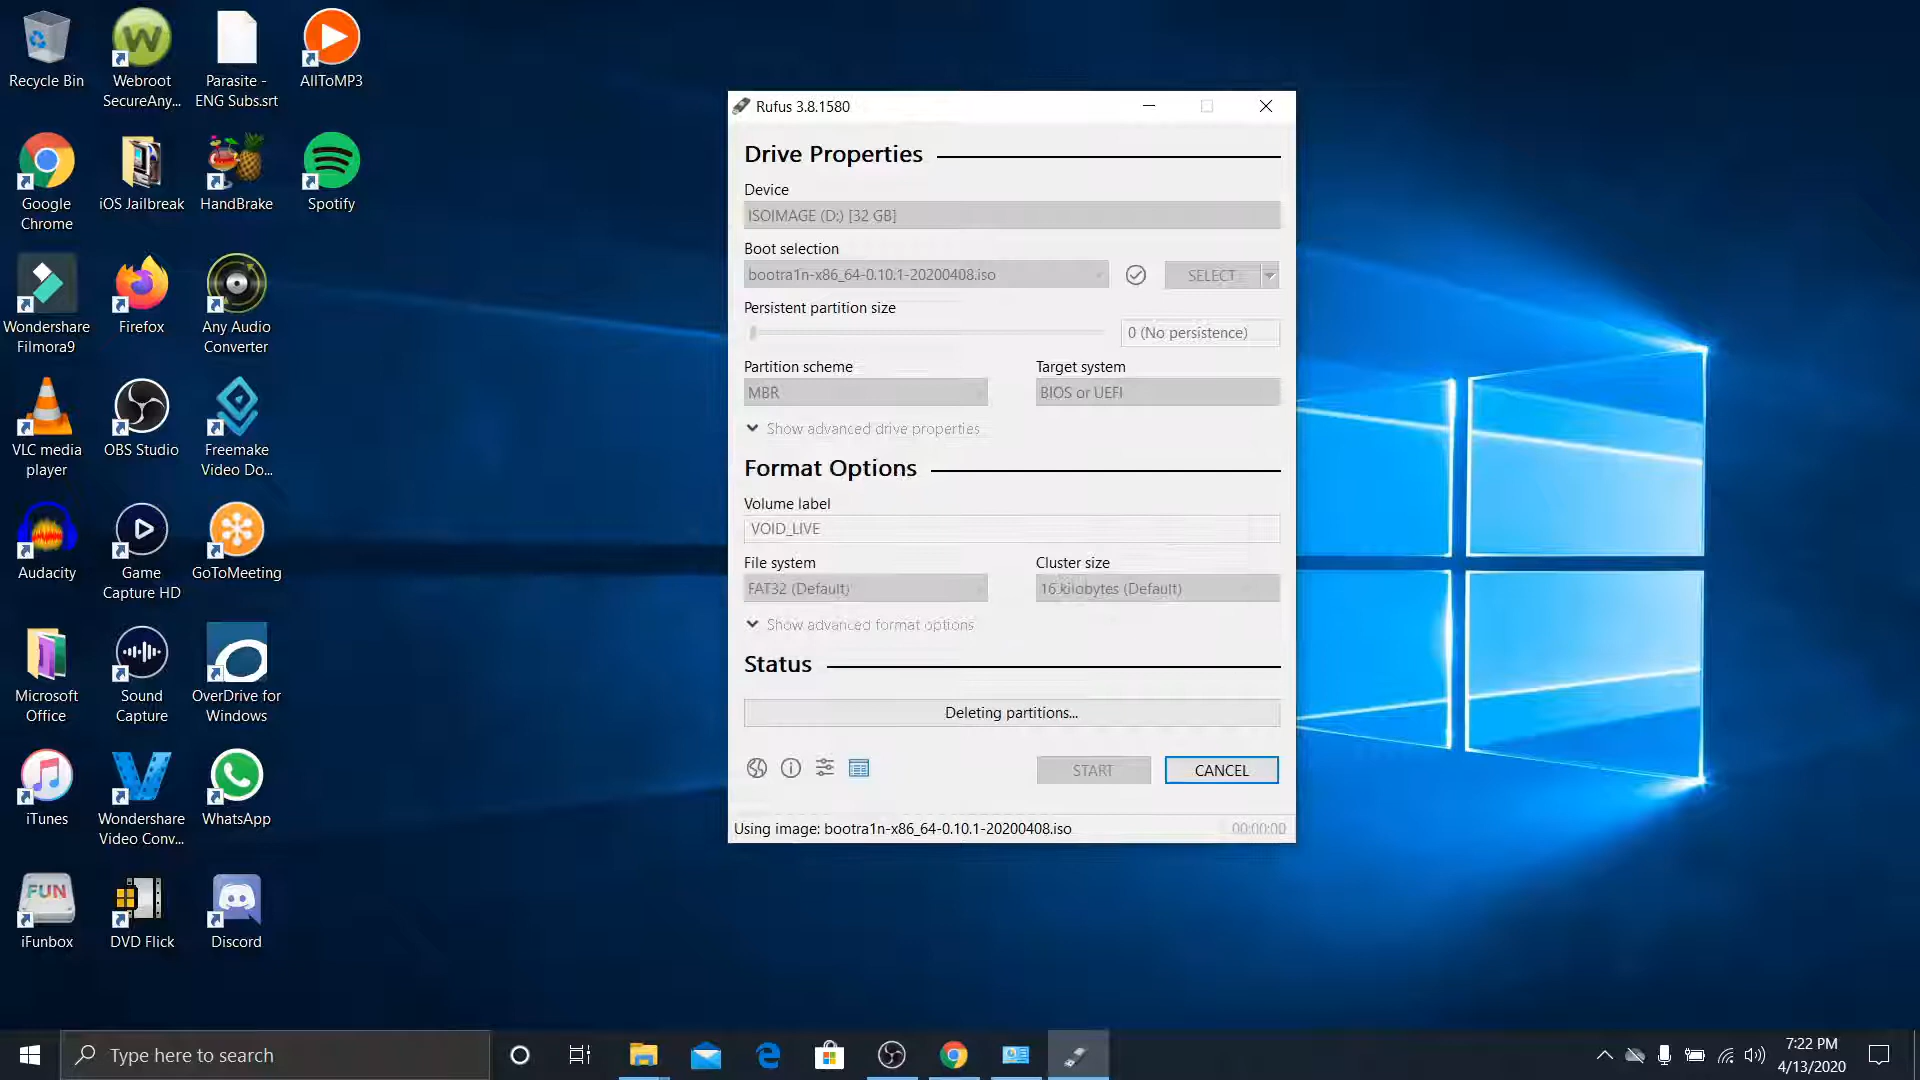 Recycle Bin
Webroot
SecureAny...
Parasite -
ENG Subs.srt
AllToMP3
Google
Chrome
iOS Jailbreak
HandBrake
Spotify
Wondershare
Filmora9
Firefox
Any Audio
Converter
VLC media
player
OBS Studio
Freemake
Video Do...
Audacity
Game
Capture HD
GoToMeeting
Microsoft
Office
Sound
Capture
OverDrive for
Windows
iTunes
Wondershare
Video Conv...
WhatsApp
FUN
iFunbox
DVD Flick
Discord
Rufus 3.8.1580
Drive Properties
Device
ISOIMAGE (D:) [32 GB]
Boot selection
bootra1n-x86_64-0.10.1-20200408.iso
SELECT
Persistent partition size
0 (No persistence)
Partition scheme
Target system
MBR
BIOS or UEFI
Show advanced drive properties
Format Options
Volume label
VOID_LIVE
File system
Cluster size
FAT32 (Default)
16 kilobytes (Default)
Show advanced format options
Status
Deleting partitions...
START
CANCEL
Using image: bootra1n-x86_64-0.10.1-20200408.iso
00:00:00
Type here to search
7:22 PM
4/13/2020